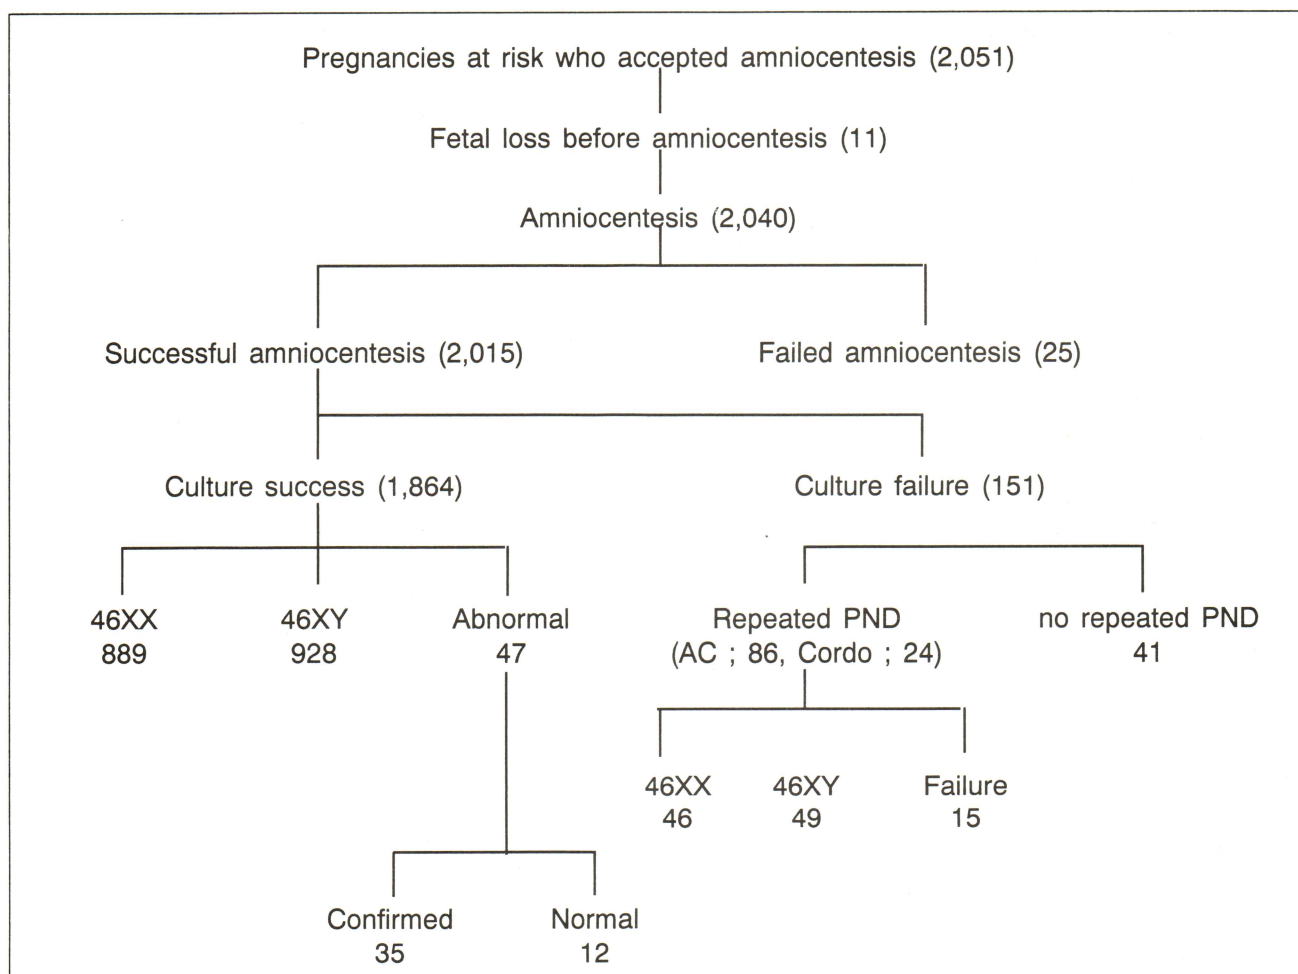 Pregnancies at risk who accepted amniocentesis (2,051)
Fetal loss before amniocentesis (11)
Amniocentesis (2,040)
Successful amniocentesis (2,015)
Failed amniocentesis (25)
Culture success (1,864)
Culture failure (151)
46XX
889
46XY
928
Abnormal
47
Repeated PND
(AC ; 86, Cordo ; 24)
no repeated PND
41
46XX
46
46XY
49
Failure
15
Confirmed
35
Normal
12